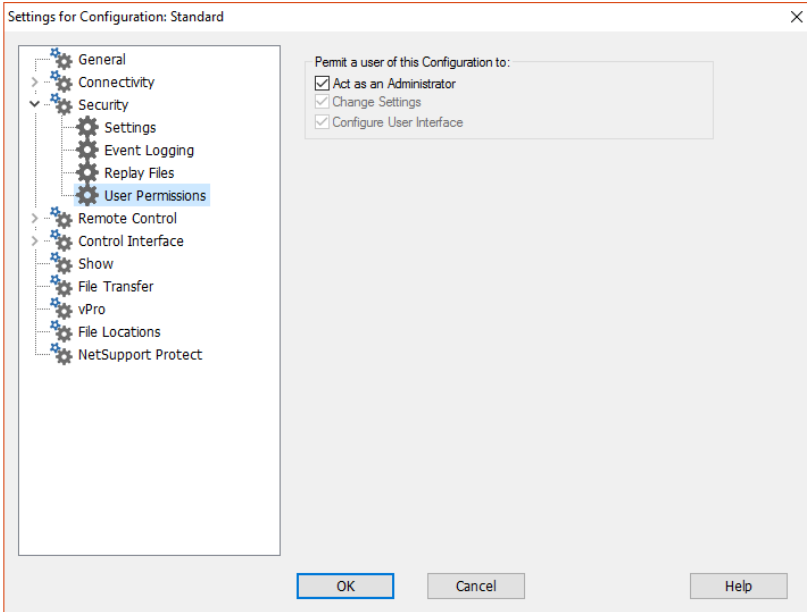 Settings for Configuration: Standard
General
Connectivity
Security
Settings
Event Logging
Replay Files
User Permissions
Remote Control
Control Interface
Show
File Transfer
vPro
File Locations
NetSupport Protect
Permit a user of this Configuration to:
Act as an Administrator
Change Settings
Configure User Interface
OK
Cancel
Help